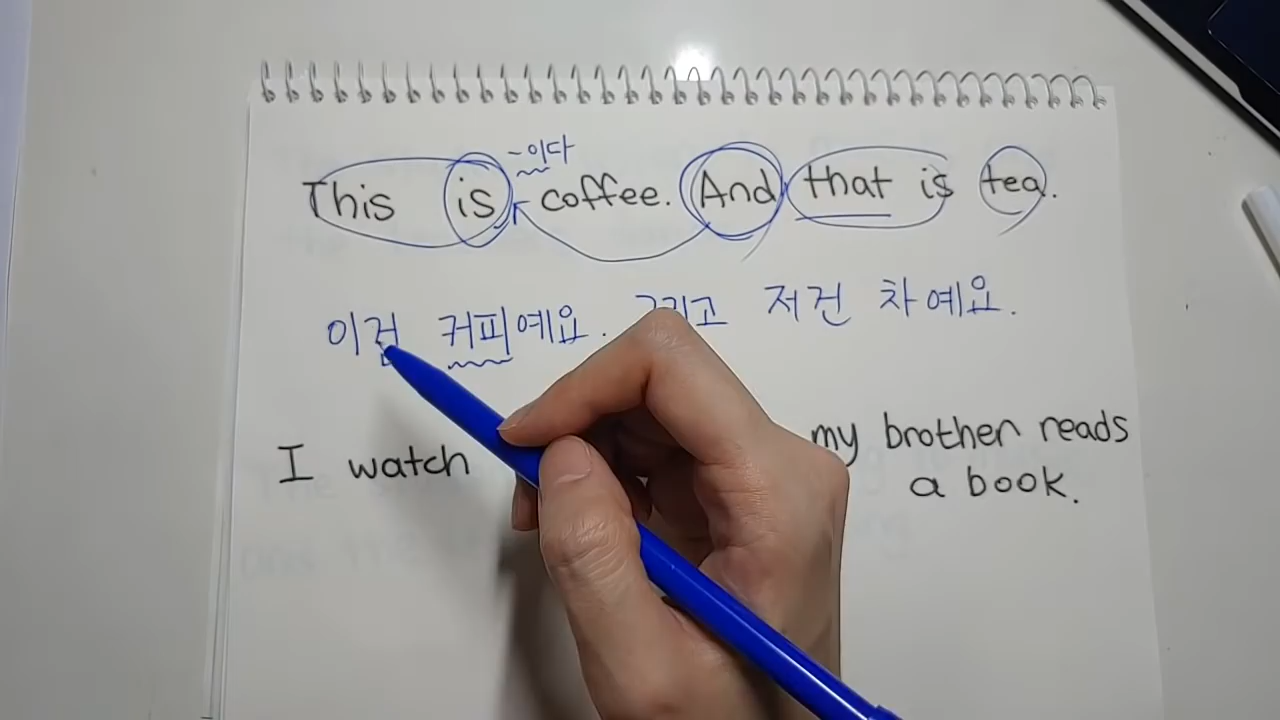 -이다
This is coffee. And that is tea.
이건 커피예요. 그리고 저건 차예요.
I watch my brother reads
a book.